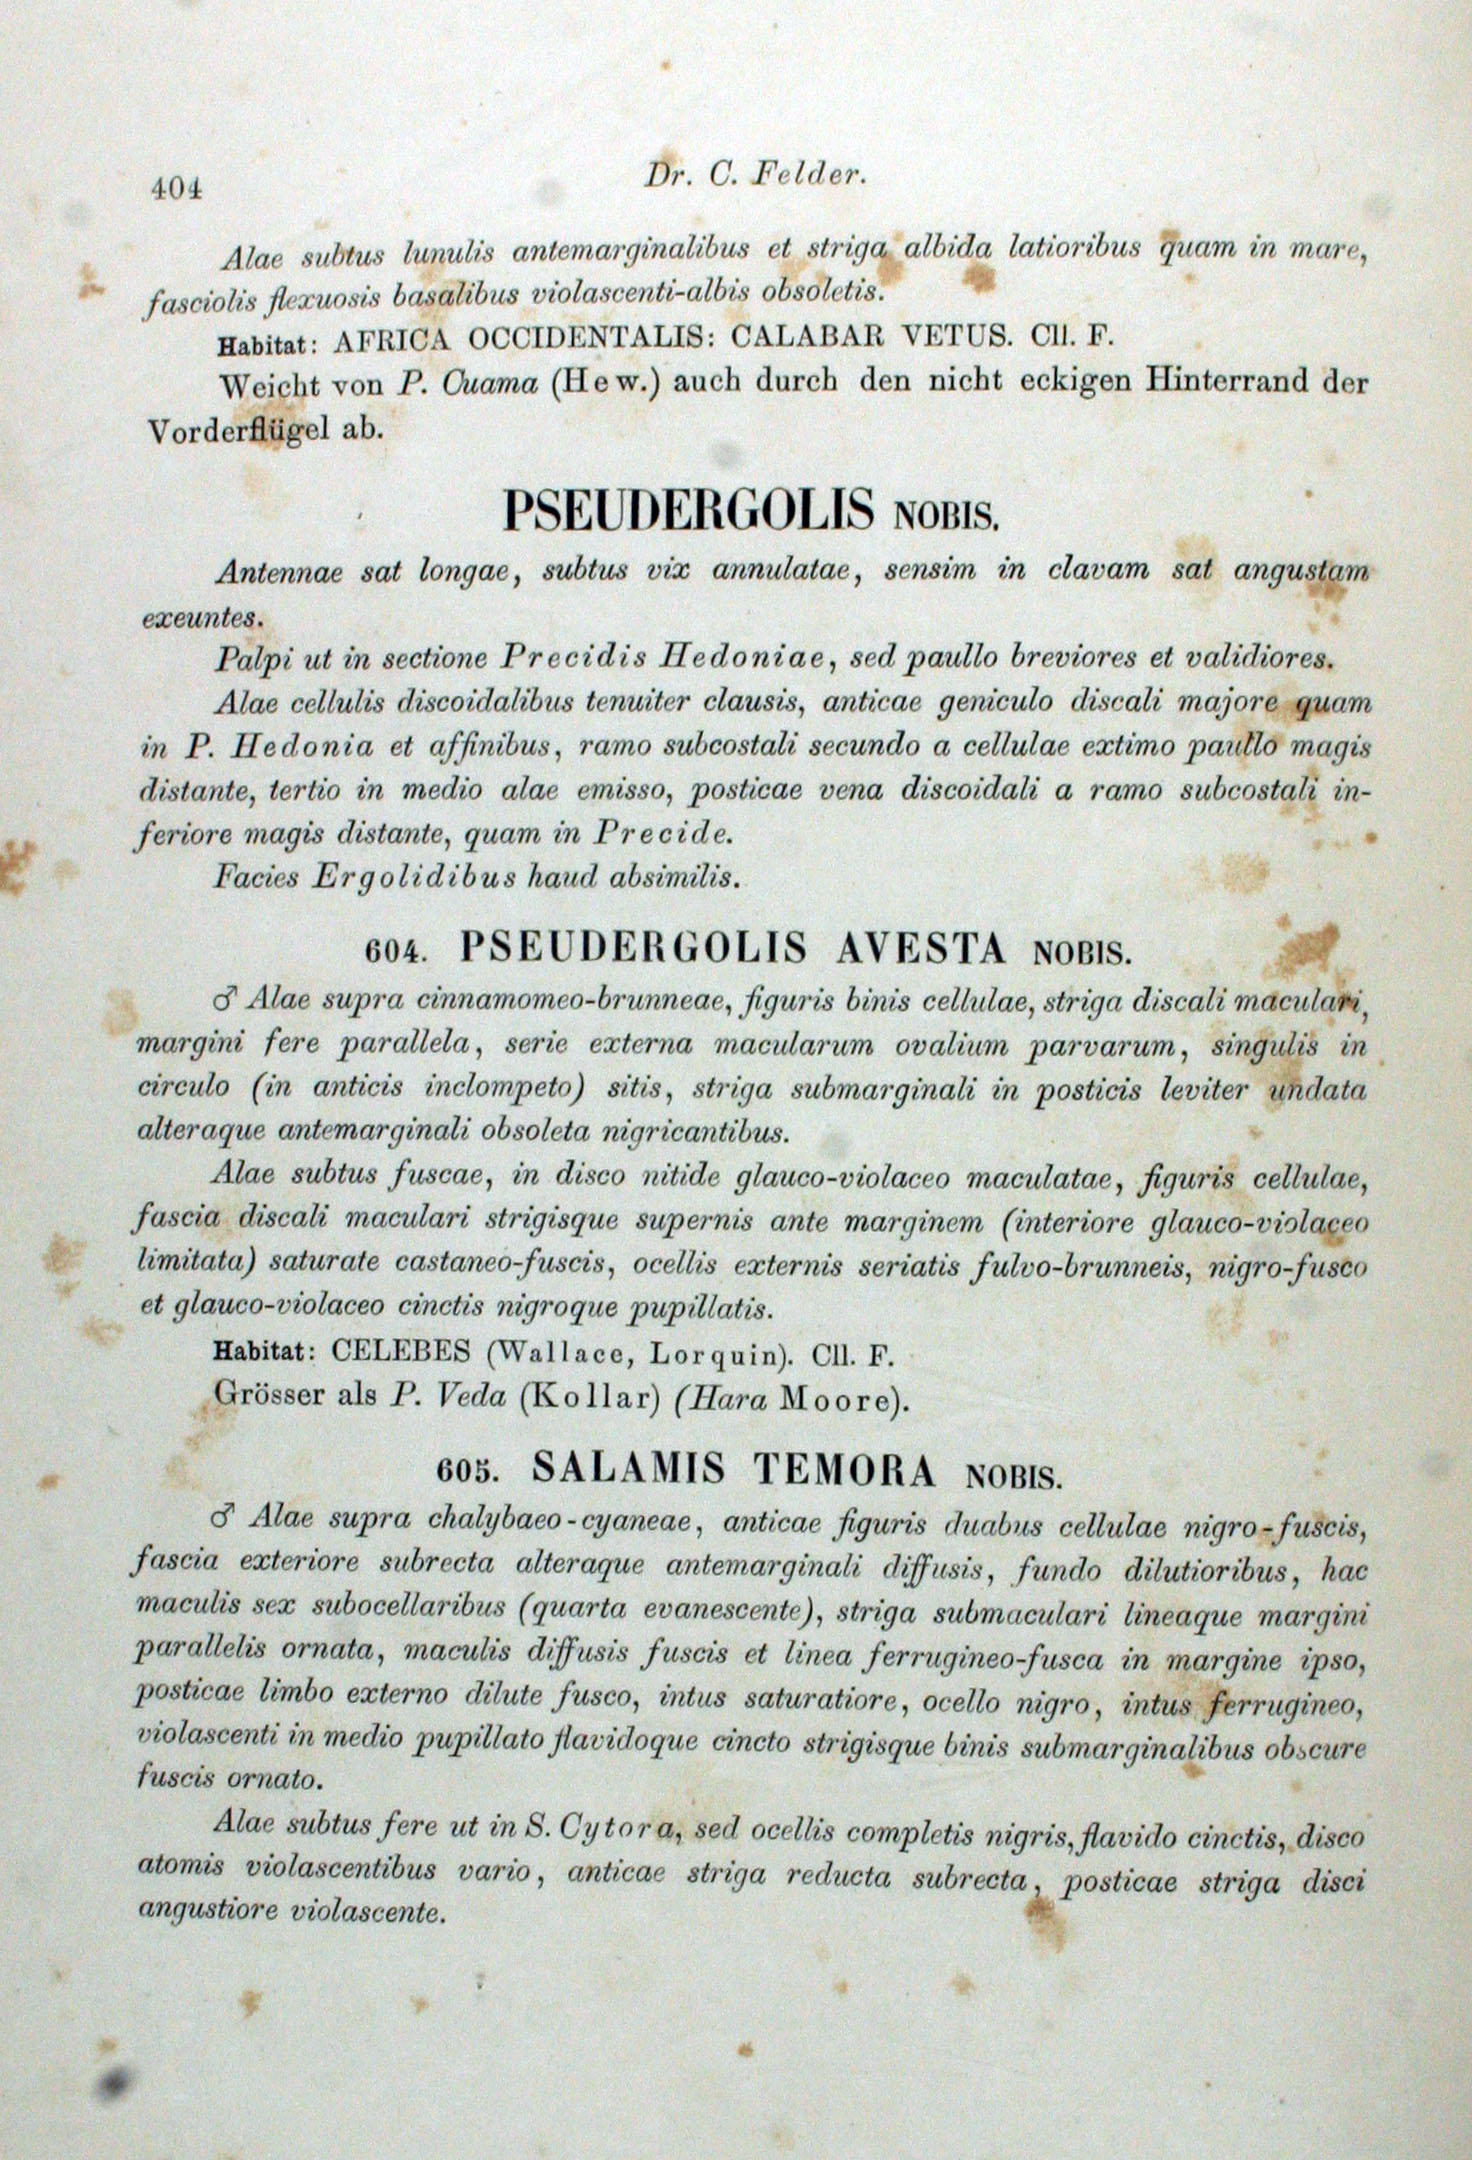 404
Dr. C. Felder.
Alae subtus lunulis antemarginalibus et striga albida latioribus quam in mare,
fasciolis flexuosis basalibus violascenti-albis obsoletis.
Habitat: AFRICA OCCIDENTALIS: CALABAR VETUS. Cll. F.
Weicht von P. Cuama (Hew.) auch durch den nicht eckigen Hinterrand der
Vorderflügel ab.
PSEUDERGOLIS NOBIS.
Antennae sat longae, subtus vix annulatae, sensim in clavam sat angustam
exeuntes.
Palpi ut in sectione Precidis Hedoniae, sed paullo breviores et validiores.
Alae cellulis discoidalibus tenuiter clausis, anticae geniculo discali majore quam
in P. Hedonia et affinibus, ramo subcostali secundo a cellulae extimo paullo magis
distante, tertio in medio alae emisso, posticae vena discoidali a ramo subcostali in-
feriore magis distante, quam in Precide.
Facies Ergolidibus haud absimilis.
604. PSEUDERGOLIS AVESTA NOBIS.
♂ Alae supra cinnamomeo-brunneae, figuris binis cellulae, striga discali maculari,
margini fere parallela, serie externa macularum ovalium parvarum, singulis in
circulo (in anticis inclompeto) sitis, striga submarginali in posticis leviter undata
alteraque antemarginali obsoleta nigricantibus.
Alae subtus fuscae, in disco nitide glauco-violaceo maculatae, figuris cellulae,
fascia discali maculari strigisque supernis ante marginem (interiore glauco-violaceo
limitata) saturate castaneo-fuscis, ocellis externis seriatis fulvo-brunneis, nigro-fusco
et glauco-violaceo cinctis nigroque pupillatis.
Habitat: CELEBES (Wallace, Lorquin). Cll. F.
Grösser als P. Veda (Kollar) (Hara Moore).
605. SALAMIS TEMORA NOBIS.
♂ Alae supra chalybaeo-cyaneae, anticae figuris duabus cellulae nigro-fuscis,
fascia exteriore subrecta alteraque antemarginali diffusis, fundo dilutioribus, hac
maculis sex subocellaribus (quarta evanescente), striga submaculari lineaque margini
parallelis ornata, maculis diffusis fuscis et linea ferrugineo-fusca in margine ipso,
posticae limbo externo dilute fusco, intus saturatiore, ocello nigro, intus ferrugineo,
violascenti in medio pupillato flavidoque cincto strigisque binis submarginalibus obscure
fuscis ornato.
Alae subtus fere ut in S. Cytora, sed ocellis completis nigris, flavido cinctis, disco
atomis violascentibus vario, anticae striga reducta subrecta, posticae striga disci
angustiore violascente.